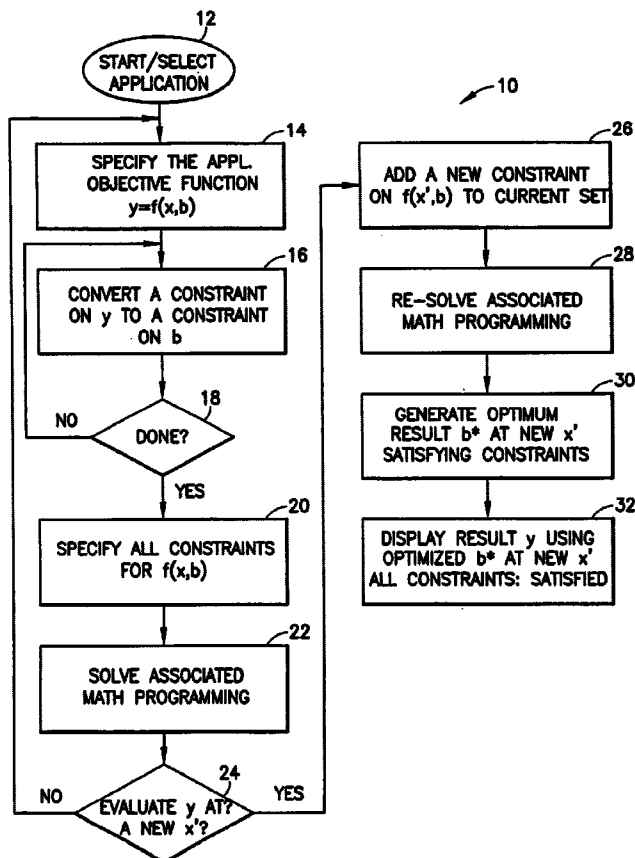 12
START/SELECT
APPLICATION
14
SPECIFY THE APPL.
OBJECTIVE FUNCTION
y=f(x,b)
16
CONVERT A CONSTRAINT
ON y TO A CONSTRAINT
ON b
18
NO
DONE?
YES
20
SPECIFY ALL CONSTRAINTS
FOR f(x,b)
22
SOLVE ASSOCIATED
MATH PROGRAMMING
24
NO
EVALUATE y AT?
A NEW x'?
YES
10
26
ADD A NEW CONSTRAINT
ON f(x',b) TO CURRENT SET
28
RE-SOLVE ASSOCIATED
MATH PROGRAMMING
30
GENERATE OPTIMUM
RESULT b* AT NEW x'
SATISFYING CONSTRAINTS
32
DISPLAY RESULT y USING
OPTIMIZED b* AT NEW x'
ALL CONSTRAINTS: SATISFIED